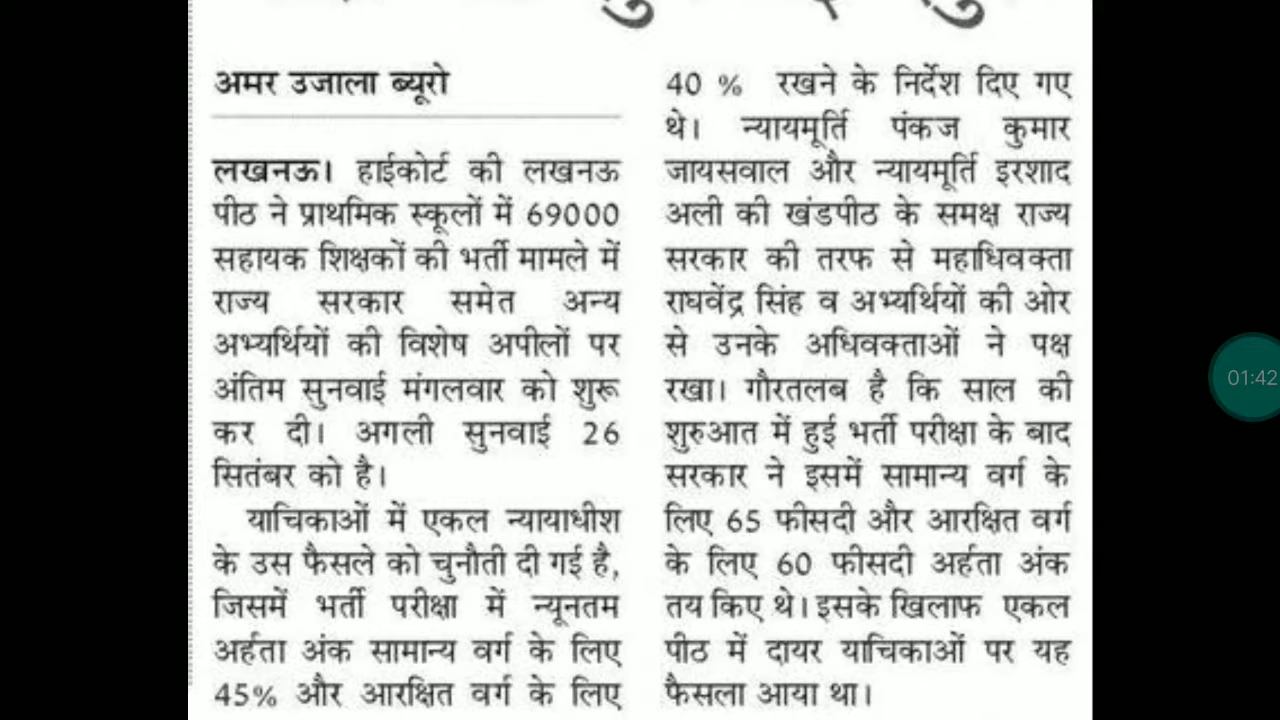 अमर उजाला ब्यूरो
लखनऊ। हाईकोर्ट की लखनऊ
पीठ ने प्राथमिक स्कूलों में 69000
सहायक शिक्षकों की भर्ती मामले में
राज्य सरकार समेत अन्य
अभ्यर्थियों की विशेष अपीलों पर
अंतिम सुनवाई मंगलवार को शुरू
कर दी। अगली सुनवाई 26
सितंबर को है।
याचिकाओं में एकल न्यायाधीश
के उस फैसले को चुनौती दी गई है,
जिसमें भर्ती परीक्षा में न्यूनतम
अर्हता अंक सामान्य वर्ग के लिए
45% और आरक्षित वर्ग के लिए
40 % रखने के निर्देश दिए गए
थे। न्यायमूर्ति पंकज कुमार
जायसवाल और न्यायमूर्ति इरशाद
अली की खंडपीठ के समक्ष राज्य
सरकार की तरफ से महाधिवक्ता
राघवेंद्र सिंह व अभ्यर्थियों की ओर
से उनके अधिवक्ताओं ने पक्ष
रखा। गौरतलब है कि साल की
शुरुआत में हुई भर्ती परीक्षा के बाद
सरकार ने इसमें सामान्य वर्ग के
लिए 65 फीसदी और आरक्षित वर्ग
के लिए 60 फीसदी अर्हता अंक
तय किए थे। इसके खिलाफ एकल
पीठ में दायर याचिकाओं पर यह
फैसला आया था।
01:42